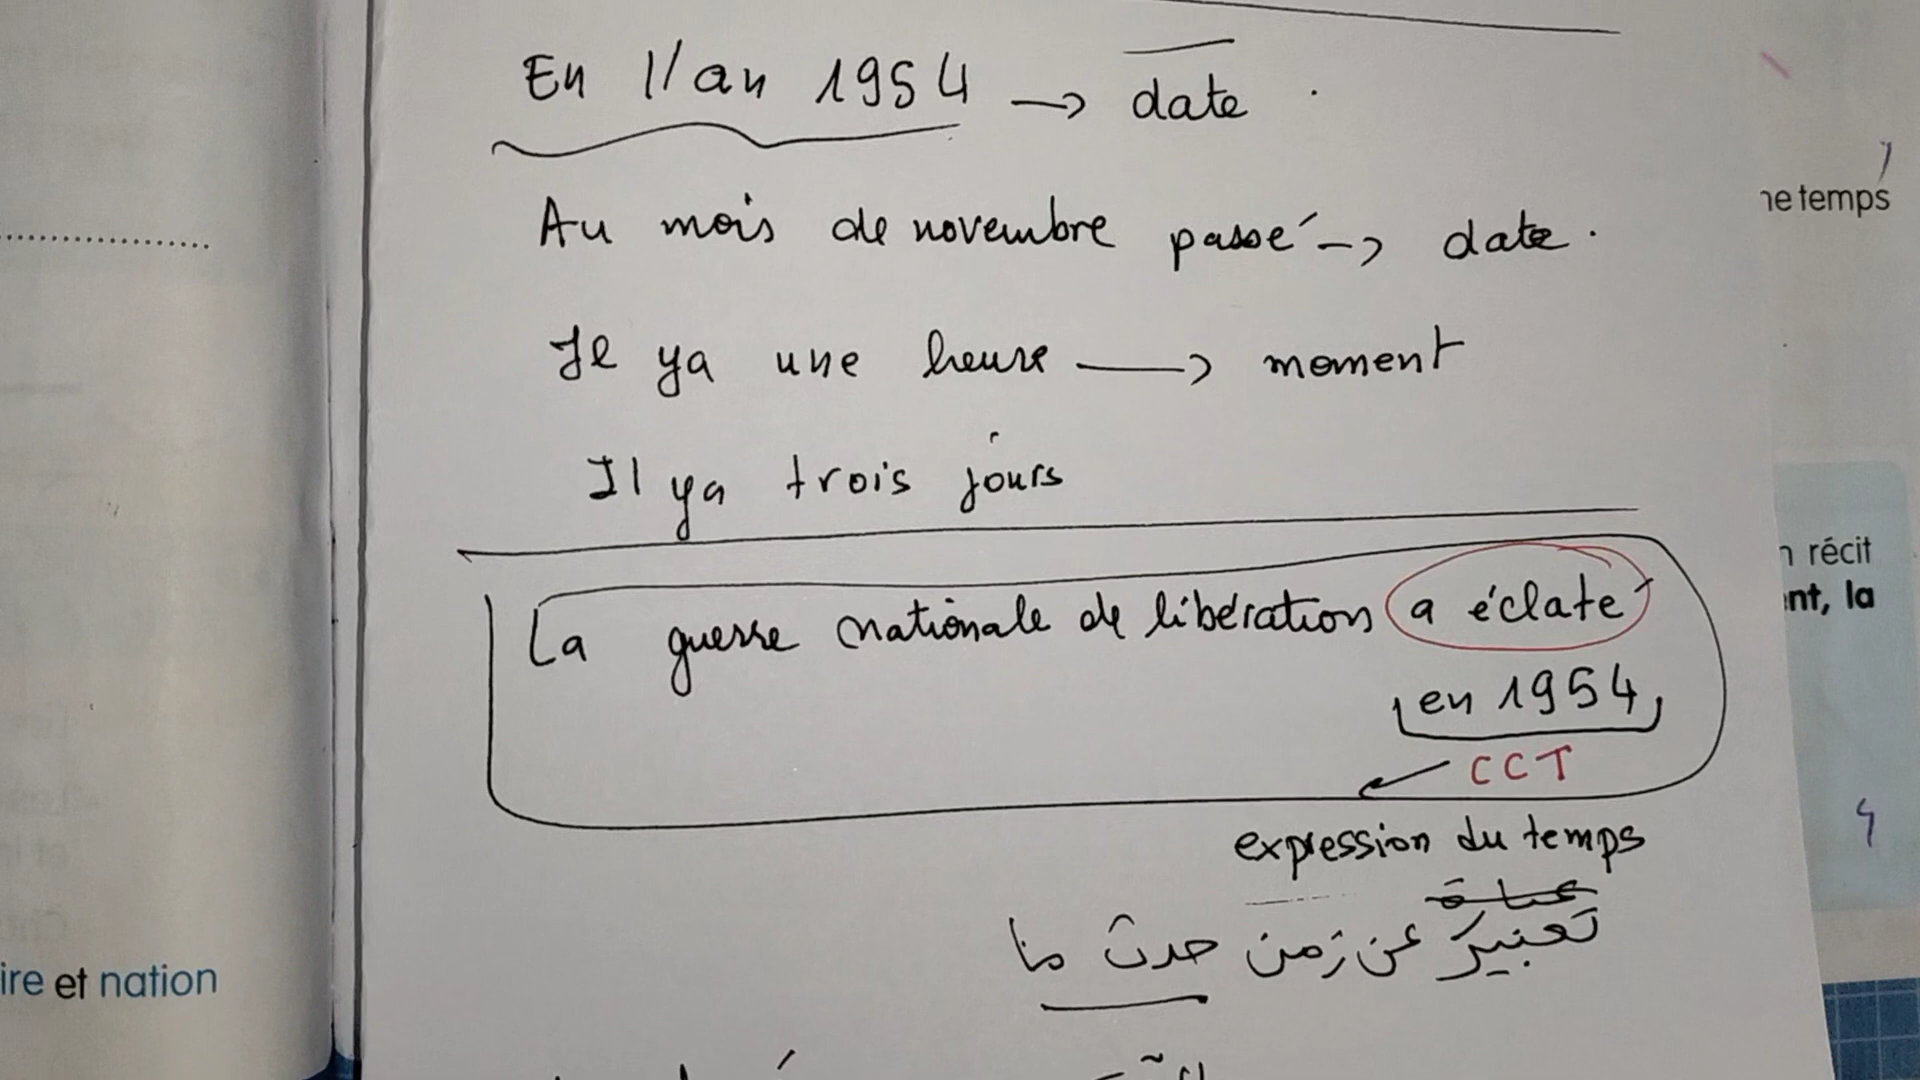 En l'an 1954 → date .
Au mois de novembre passé → date .
Il ya une heure → moment
Il ya trois jours
La guerre nationale de libération a éclaté
en 1954
CCT
expression du temps
عبارة
تعبير عن زمن حدث ما
ne temps
n récit
nt, la
ire et nation